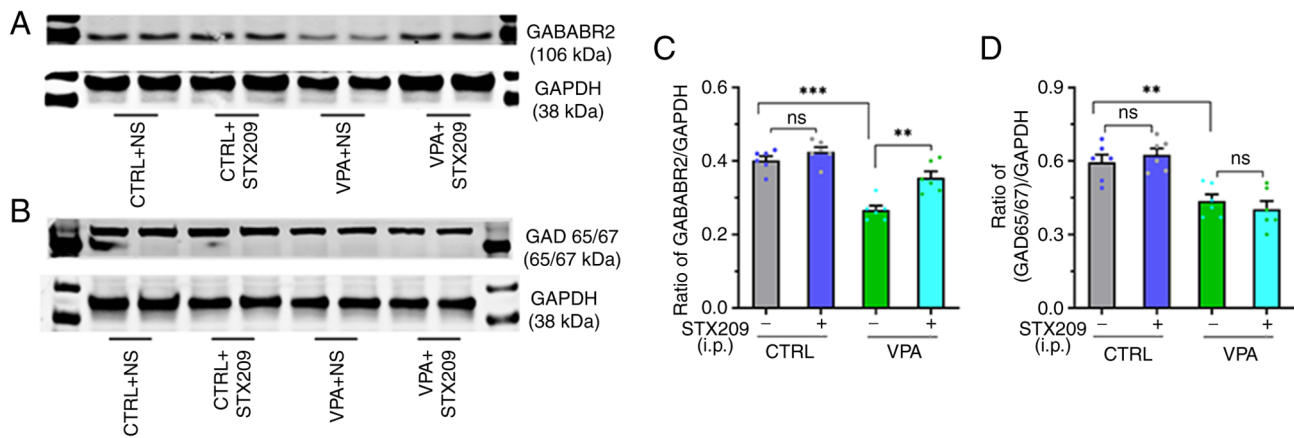 A
GABABR2
(106 kDa)
GAPDH
(38 kDa)
CTRL+NS
CTRL+
STX209
VPA+NS
VPA+
STX209
B
GAD 65/67
(65/67 kDa)
GAPDH
(38 kDa)
CTRL+NS
CTRL+
STX209
VPA+NS
VPA+
STX209
C
Ratio of GABABR2/GAPDH
0.6
0.4
0.2
0.0
***
ns
**
STX209
(i.p.)
− + − +
CTRL VPA
D
Ratio of
(GAD65/67)/GAPDH
0.9
0.6
0.3
0.0
**
ns
ns
STX209
(i.p.)
− + − +
CTRL VPA